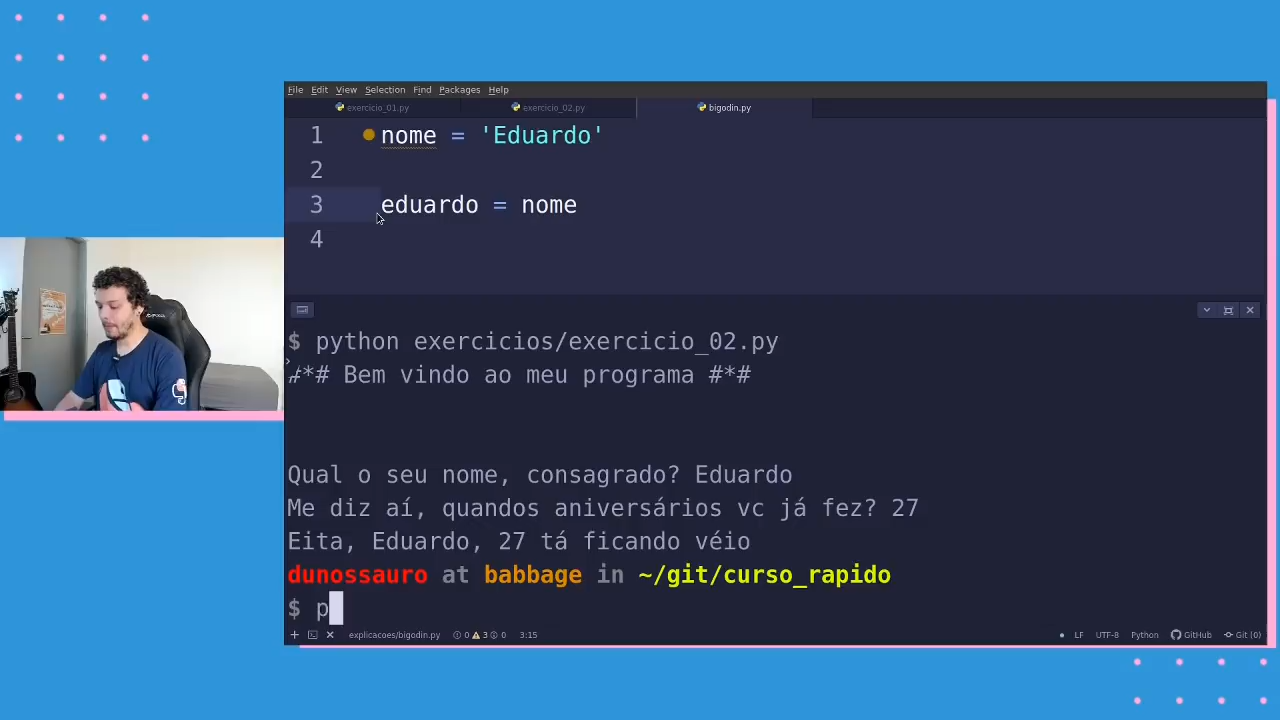 File Edit View Selection Find Packages Help
exercicio_01.py exercicio_02.py bigodin.py
1 nome = 'Eduardo'
2
3 eduardo = nome
4
$ python exercicios/exercicio_02.py
#*# Bem vindo ao meu programa #*#
Qual o seu nome, consagrado? Eduardo
Me diz aí, quandos aniversários vc já fez? 27
Eita, Eduardo, 27 tá ficando véio
dunossauro at babbage in ~/git/curso_rapido
$ p
explicacoes/bigodin.py 0 3 0 3:15 LF UTF-8 Python GitHub Git (0)